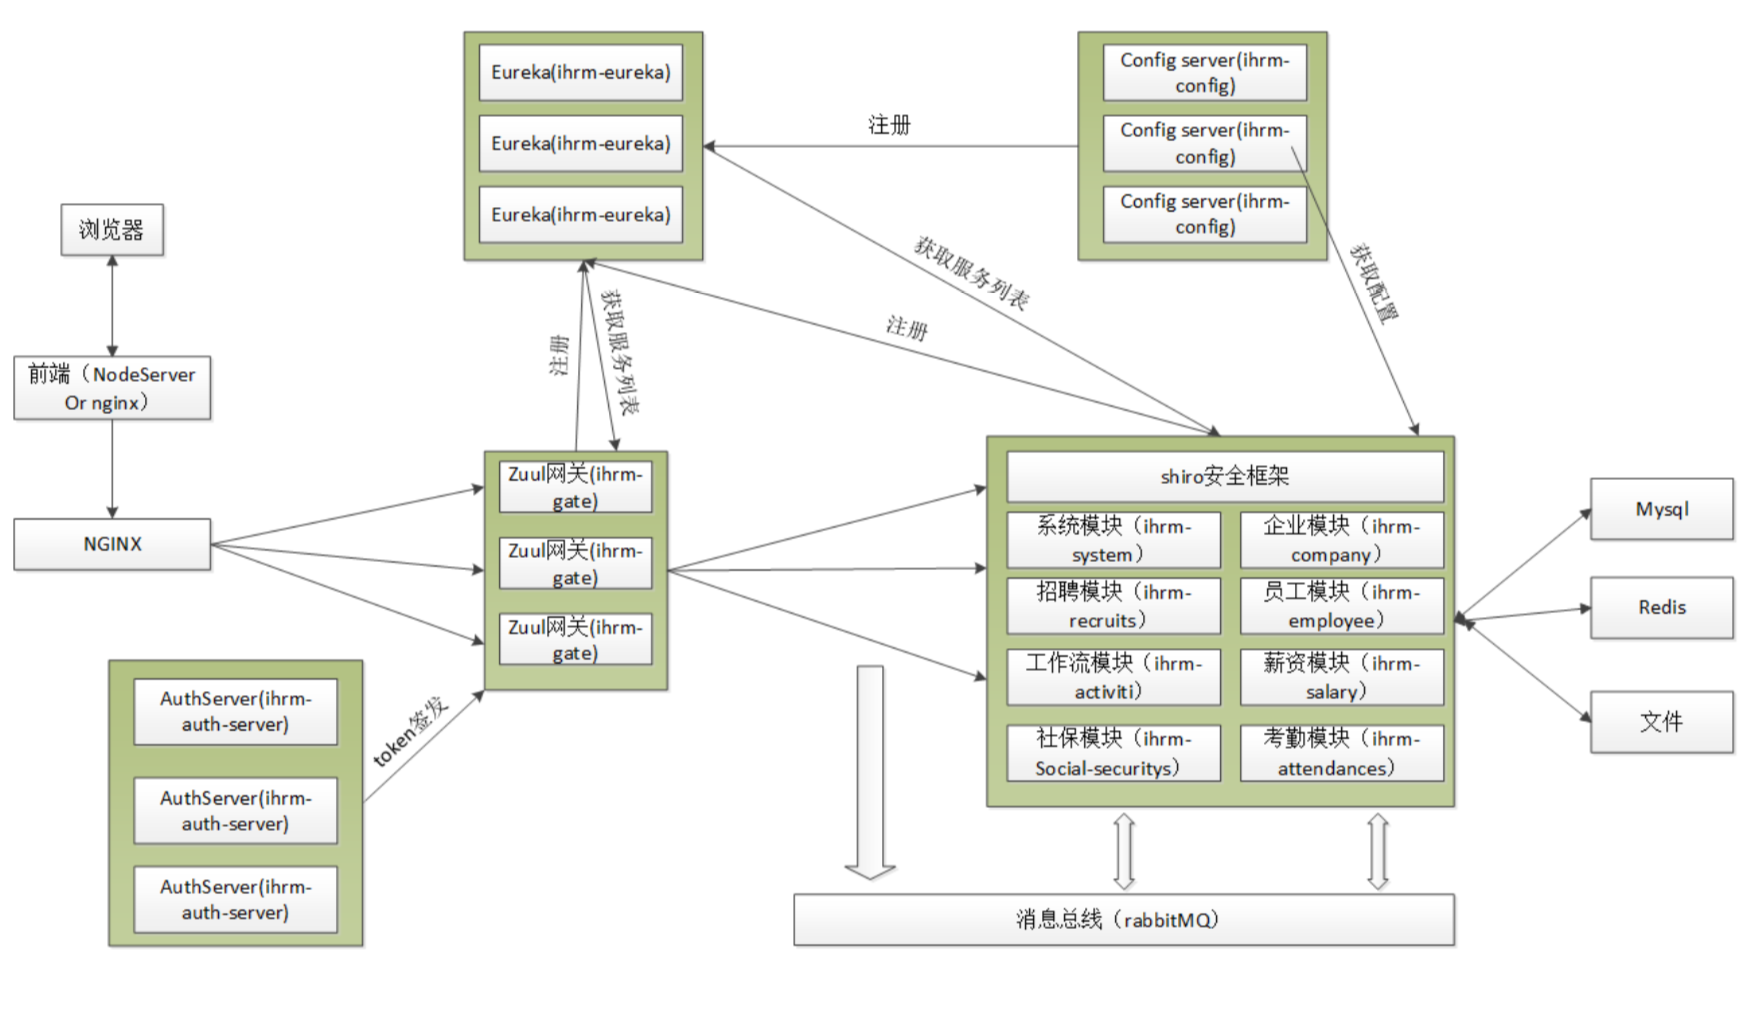 Eureka(ihrm-eureka)
Eureka(ihrm-eureka)
Eureka(ihrm-eureka)
Config server(ihrm-
config)
Config server(ihrm-
config)
Config server(ihrm-
config)
注册
浏览器
前端（NodeServer
Or nginx）
NGINX
注册
获取服务列表
获取服务列表
注册
获取配置
Zuul网关(ihrm-
gate)
Zuul网关(ihrm-
gate)
Zuul网关(ihrm-
gate)
AuthServer(ihrm-
auth-server)
AuthServer(ihrm-
auth-server)
AuthServer(ihrm-
auth-server)
token签发
shiro安全框架
系统模块（ihrm-
system）
企业模块（ihrm-
company）
招聘模块（ihrm-
recruits）
员工模块（ihrm-
employee）
工作流模块（ihrm-
activiti）
薪资模块（ihrm-
salary）
社保模块（ihrm-
Social-securitys）
考勤模块（ihrm-
attendances）
Mysql
Redis
文件
消息总线（rabbitMQ）